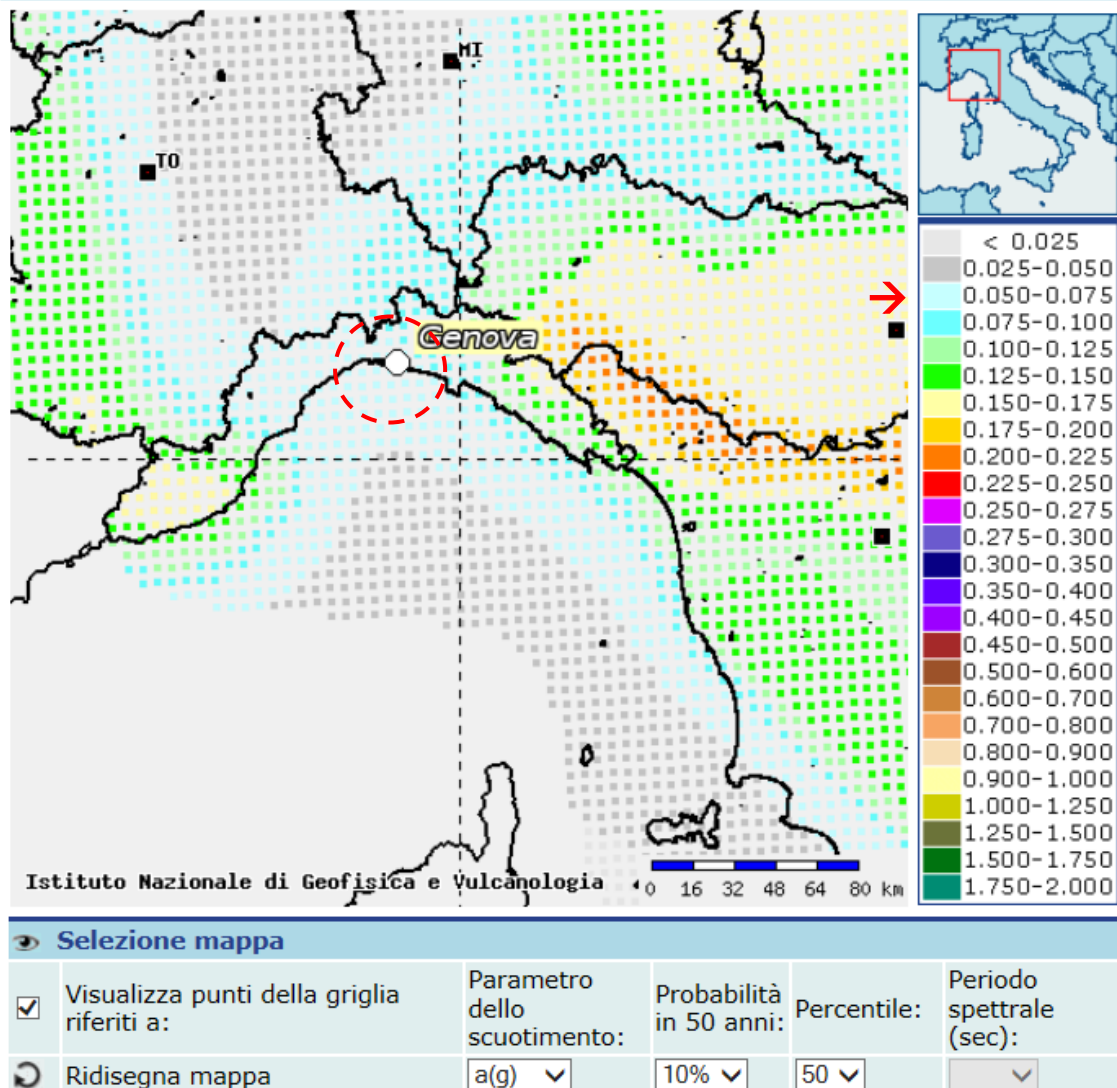 MI
TO
Genova
Istituto Nazionale di Geofisica e Vulcanologia
0 16 32 48 64 80 km
< 0.025
0.025-0.050
0.050-0.075
0.075-0.100
0.100-0.125
0.125-0.150
0.150-0.175
0.175-0.200
0.200-0.225
0.225-0.250
0.250-0.275
0.275-0.300
0.300-0.350
0.350-0.400
0.400-0.450
0.450-0.500
0.500-0.600
0.600-0.700
0.700-0.800
0.800-0.900
0.900-1.000
1.000-1.250
1.250-1.500
1.500-1.750
1.750-2.000
Selezione mappa
Visualizza punti della griglia
riferiti a:
Parametro
dello
scuotimento:
Probabilità
in 50 anni:
Percentile:
Periodo
spettrale
(sec):
Ridisegna mappa
a(g)
10%
50